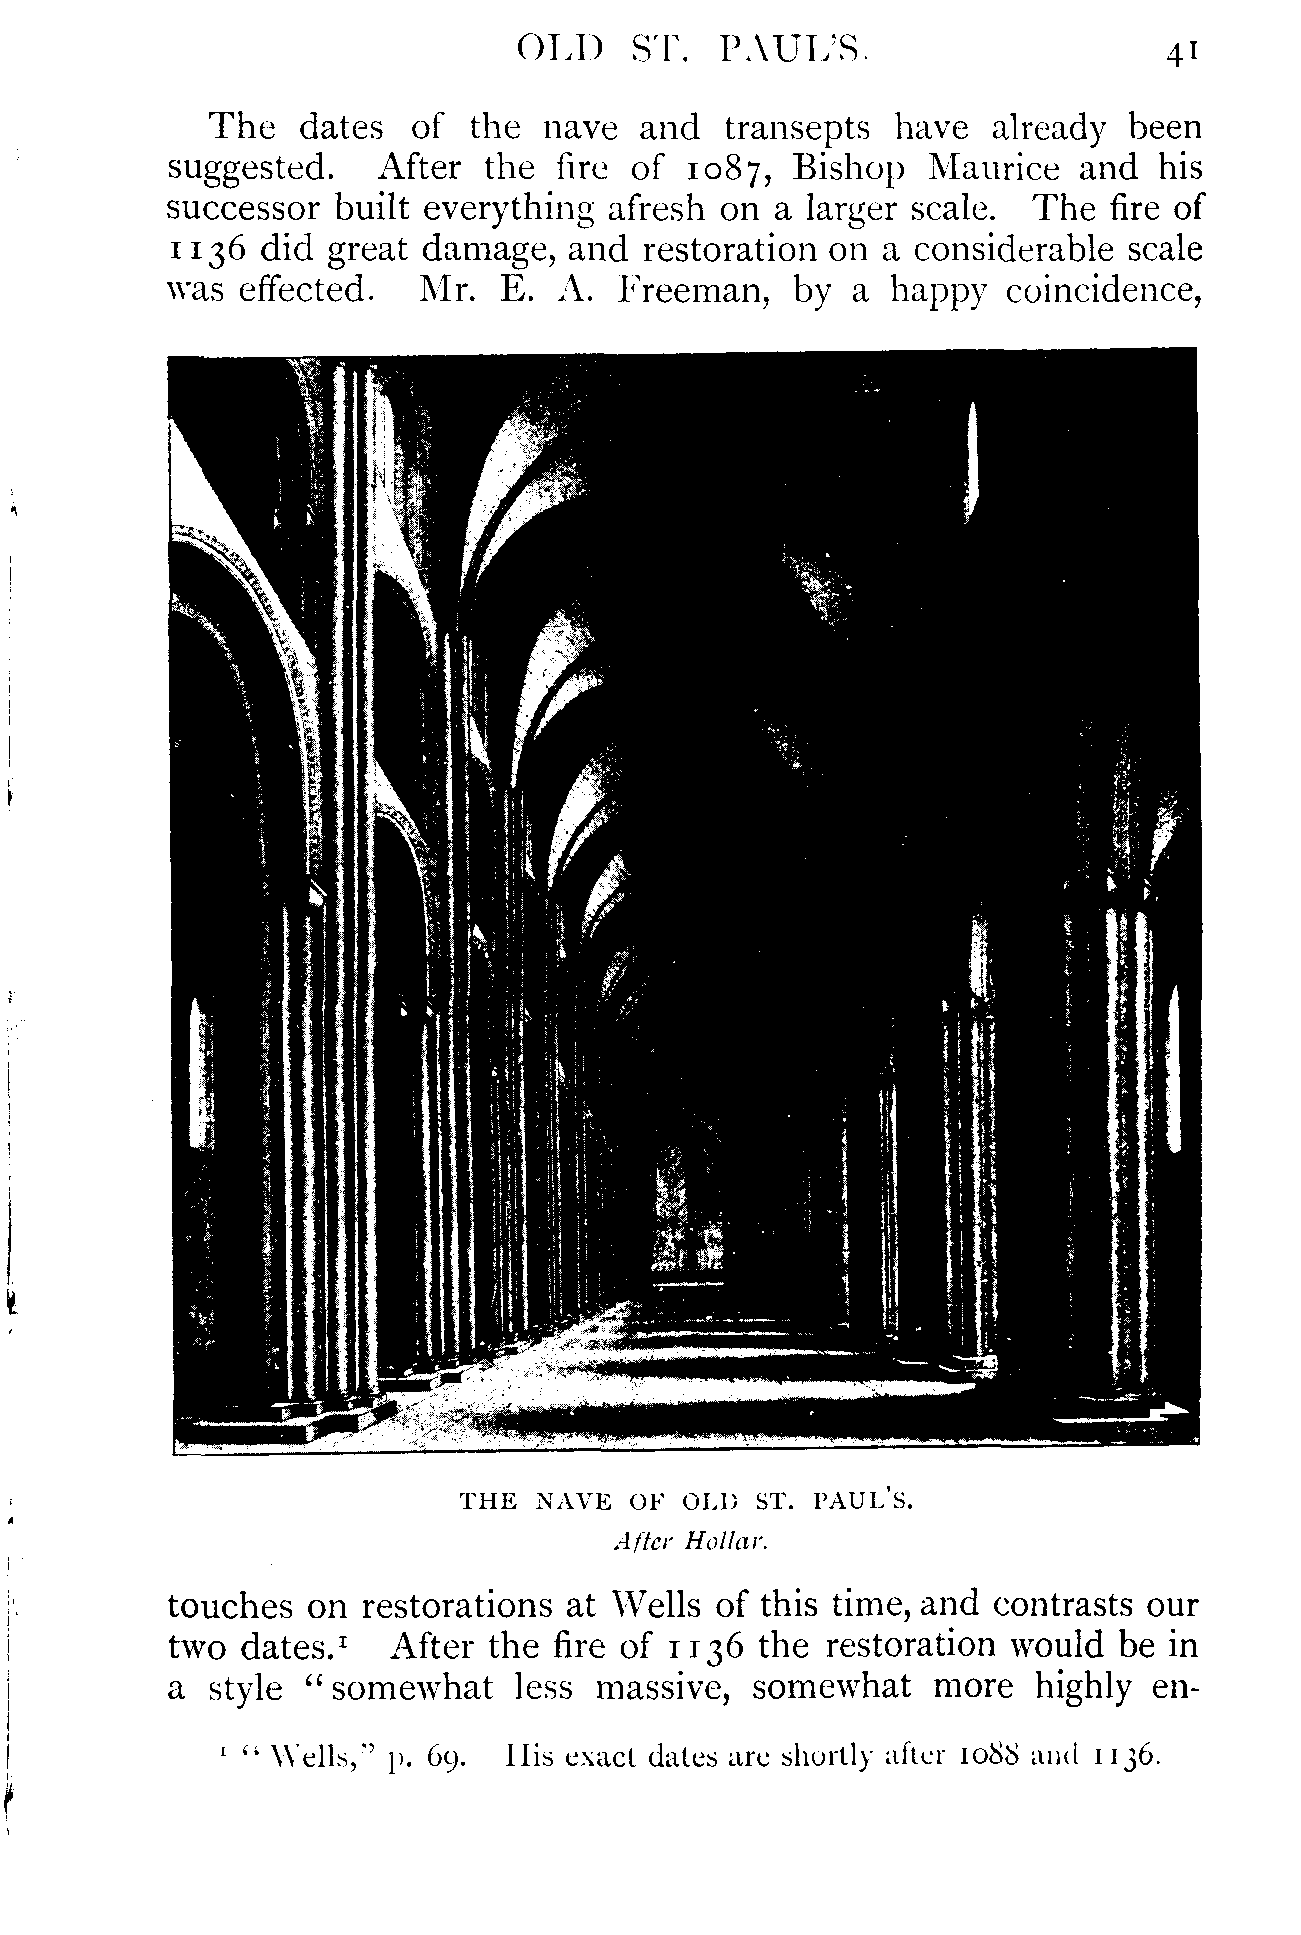 OLD ST. PAUL'S. 41
The dates of the nave and transepts have already been
suggested. After the fire of 1087, Bishop Maurice and his
successor built everything afresh on a larger scale. The fire of
1136 did great damage, and restoration on a considerable scale
was effected. Mr. E. A. Freeman, by a happy coincidence,
THE NAVE OF OLD ST. PAUL'S.
After Hollar.
touches on restorations at Wells of this time, and contrasts our
two dates.¹ After the fire of 1136 the restoration would be in
a style “somewhat less massive, somewhat more highly en-
¹ “Wells,” p. 69. His exact dates are shortly after 1088 and 1136.